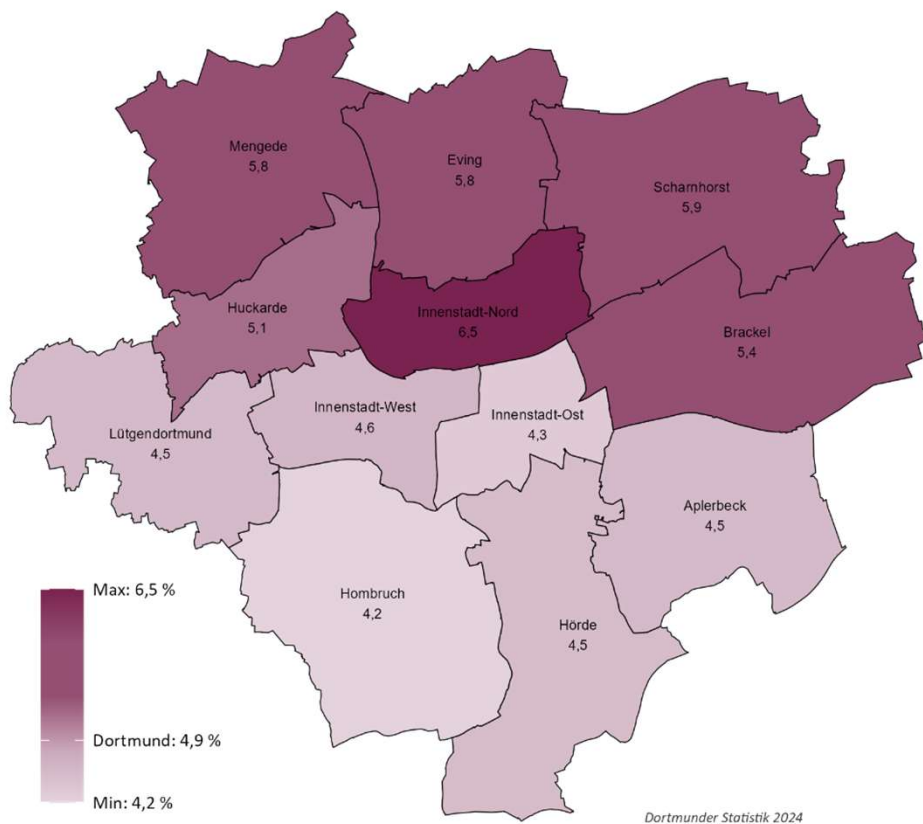 Mengede
5,8
Eving
5,8
Scharnhorst
5,9
Huckarde
5,1
Innenstadt-Nord
6,5
Brackel
5,4
Lütgendortmund
4,5
Innenstadt-West
4,6
Innenstadt-Ost
4,3
Aplerbeck
4,5
Hombruch
4,2
Hörde
4,5
Max: 6,5 %
Dortmund: 4,9 %
Min: 4,2 %
Dortmunder Statistik 2024